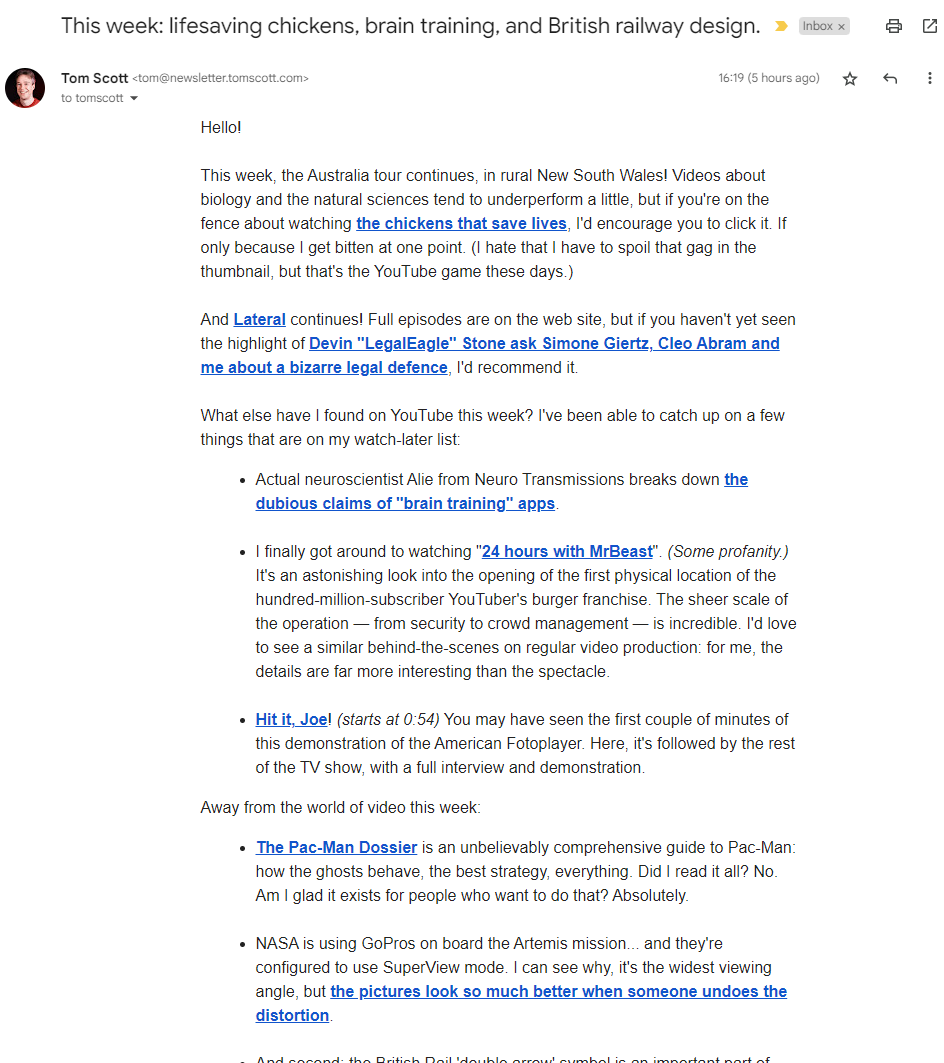 This week: lifesaving chickens, brain training, and British railway design.
Inbox ×
Tom Scott <tom@newsletter.tomscott.com>
16:19 (5 hours ago)
to tomscott
Hello!
This week, the Australia tour continues, in rural New South Wales! Videos about
biology and the natural sciences tend to underperform a little, but if you're on the
fence about watching the chickens that save lives, I'd encourage you to click it. If
only because I get bitten at one point. (I hate that I have to spoil that gag in the
thumbnail, but that's the YouTube game these days.)
And Lateral continues! Full episodes are on the web site, but if you haven't yet seen
the highlight of Devin "LegalEagle" Stone ask Simone Giertz, Cleo Abram and
me about a bizarre legal defence, I'd recommend it.
What else have I found on YouTube this week? I've been able to catch up on a few
things that are on my watch-later list:
• Actual neuroscientist Alie from Neuro Transmissions breaks down the
dubious claims of "brain training" apps.
• I finally got around to watching "24 hours with MrBeast". (Some profanity.)
It's an astonishing look into the opening of the first physical location of the
hundred-million-subscriber YouTuber's burger franchise. The sheer scale of
the operation — from security to crowd management — is incredible. I'd love
to see a similar behind-the-scenes on regular video production: for me, the
details are far more interesting than the spectacle.
• Hit it, Joe! (starts at 0:54) You may have seen the first couple of minutes of
this demonstration of the American Fotoplayer. Here, it's followed by the rest
of the TV show, with a full interview and demonstration.
Away from the world of video this week:
• The Pac-Man Dossier is an unbelievably comprehensive guide to Pac-Man:
how the ghosts behave, the best strategy, everything. Did I read it all? No.
Am I glad it exists for people who want to do that? Absolutely.
• NASA is using GoPros on board the Artemis mission... and they're
configured to use SuperView mode. I can see why, it's the widest viewing
angle, but the pictures look so much better when someone undoes the
distortion.
• And second: the British Rail 'double arrow' symbol is an important part of